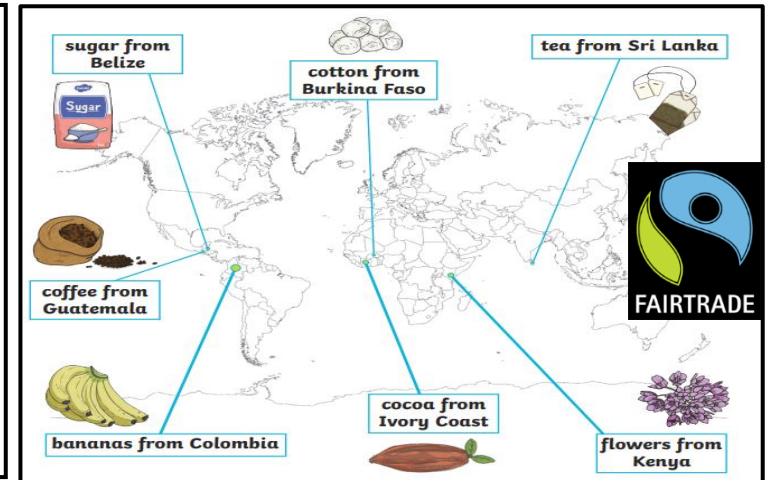 sugar from
Belize
cotton from
Burkina Faso
tea from Sri Lanka
Sugar
coffee from
Guatemala
FAIRTRADE
bananas from Colombia
cocoa from
Ivory Coast
flowers from
Kenya